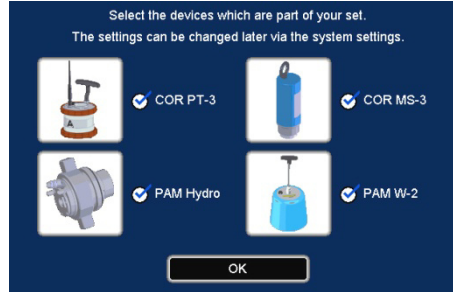 Select the devices which are part of your set.
The settings can be changed later via the system settings.
A
COR PT-3
COR MS-3
PAM Hydro
PAM W-2
OK